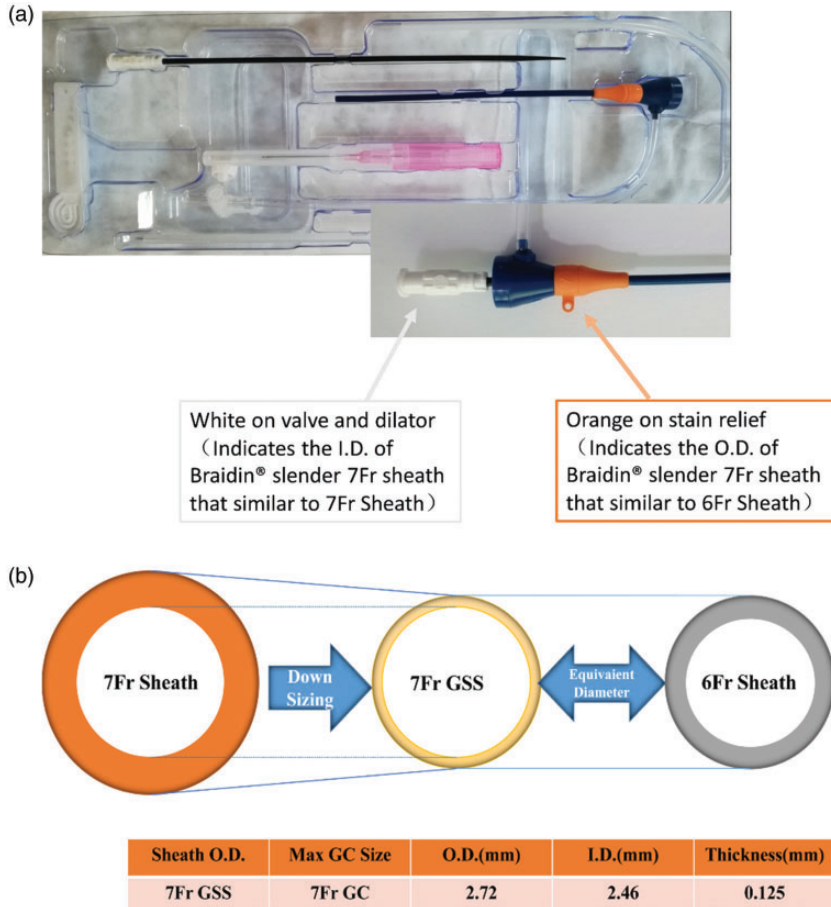 (a)
White on valve and dilator
（Indicates the I.D. of
Braidin® slender 7Fr sheath
that similar to 7Fr Sheath）
Orange on stain relief
（Indicates the O.D. of
Braidin® slender 7Fr sheath
that similar to 6Fr Sheath）
(b)
7Fr Sheath
Down
Sizing
7Fr GSS
Equivaient
Diameter
6Fr Sheath
Sheath O.D. Max GC Size O.D.(mm) I.D.(mm) Thickness(mm)
7Fr GSS 7Fr GC 2.72 2.46 0.125